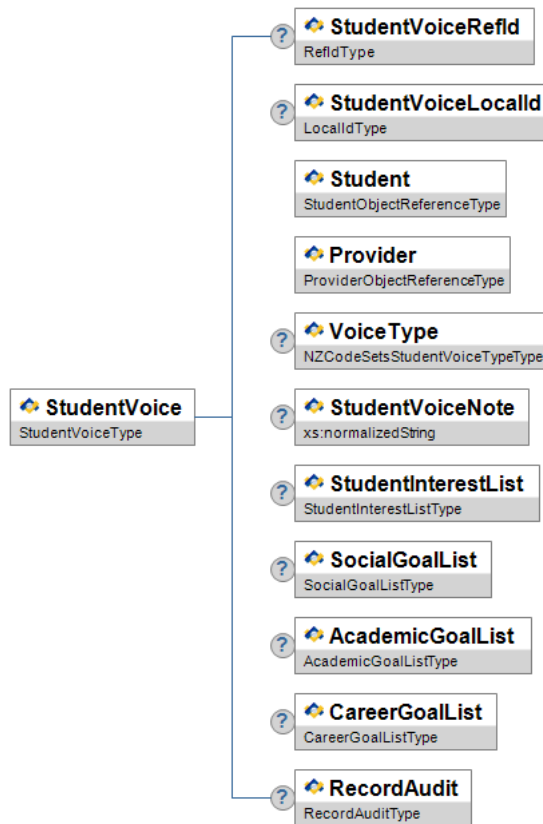 ?
StudentVoiceRefId
RefIdType
?
StudentVoiceLocalId
LocalIdType
Student
StudentObjectReferenceType
Provider
ProviderObjectReferenceType
?
VoiceType
NZCodeSetsStudentVoiceTypeType
StudentVoice
StudentVoiceType
?
StudentVoiceNote
xs:normalizedString
?
StudentInterestList
StudentInterestListType
?
SocialGoalList
SocialGoalListType
?
AcademicGoalList
AcademicGoalListType
?
CareerGoalList
CareerGoalListType
?
RecordAudit
RecordAuditType